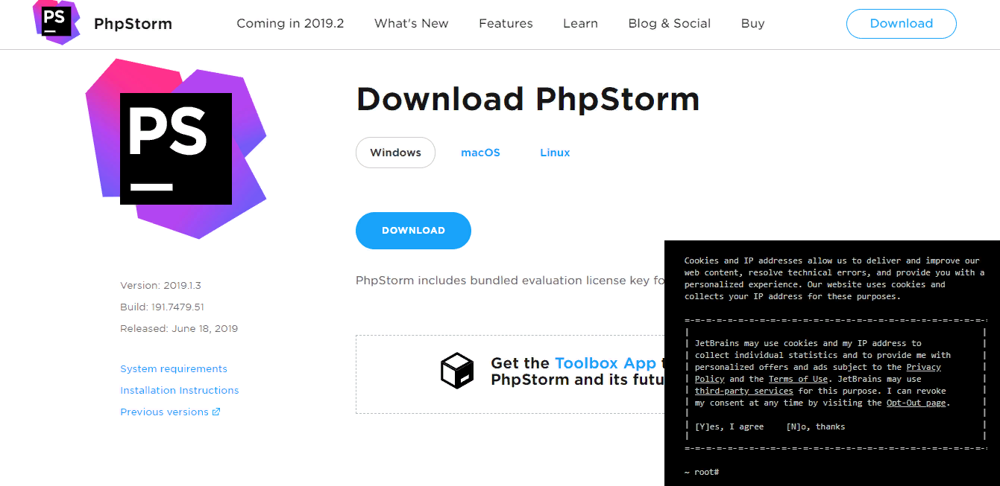 PS
PhpStorm
Coming in 2019.2
What's New
Features
Learn
Blog & Social
Buy
Download
PS
Download PhpStorm
Windows
macOS
Linux
DOWNLOAD
PhpStorm includes bundled evaluation license key
Version: 2019.1.3
Build: 191.7479.51
Released: June 18, 2019
System requirements
Installation Instructions
Previous versions
Get the Toolbox App
PhpStorm and its
Cookies and IP addresses allow us to deliver and improve our
web content, resolve technical errors, and provide you with a
personalized experience. Our website uses cookies and
collects your IP address for these purposes.
JetBrains may use cookies and my IP address to
collect individual statistics and to provide me with
personalized offers and ads subject to the Privacy
Policy and the Terms of Use. JetBrains may use
third-party services for this purpose. I can revoke
my consent at any time by visiting the Opt-Out page.
[Y]es, I agree [N]o, thanks
~ root#